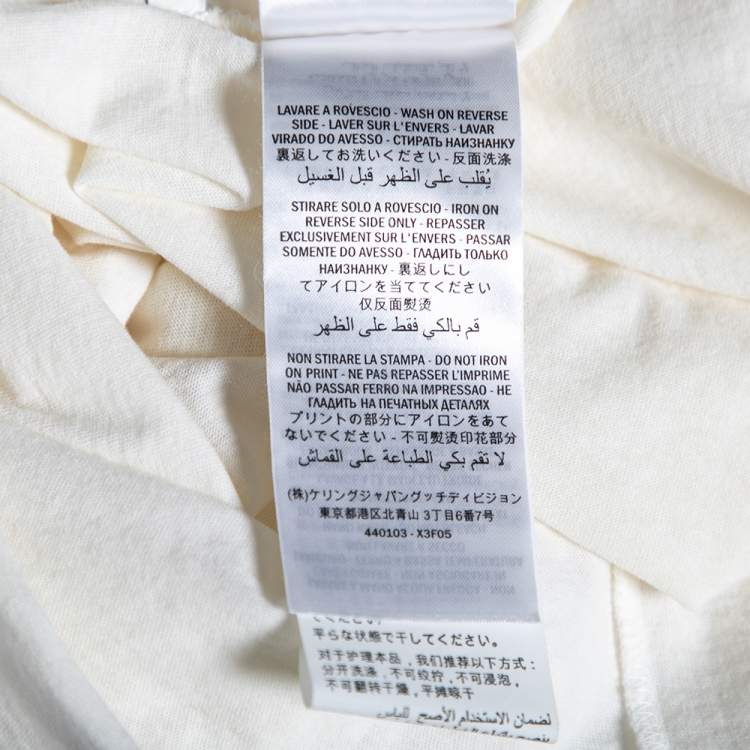 LAVARE A ROVESCIO - WASH ON REVERSE
SIDE - LAVER SUR L'ENVERS - LAVAR
VIRADO DO AVESSO - СТИРАТЬ НАИЗНАНКУ
裏返してお洗いください - 反面洗涤
يُقلب على الظهر قبل الغسيل
STIRARE SOLO A ROVESCIO - IRON ON
REVERSE SIDE ONLY - REPASSER
EXCLUSIVEMENT SUR L'ENVERS - PASSAR
SOMENTE DO AVESSO - ГЛАДИТЬ ТОЛЬКО
НАИЗНАНКУ - 裏返しにし
てアイロンを当ててください
仅反面熨烫
قم بالكي فقط على الظهر
NON STIRARE LA STAMPA - DO NOT IRON
ON PRINT - NE PAS REPASSER L'IMPRIME
NÃO PASSAR FERRO NA IMPRESSAO - НЕ
ГЛАДИТЬ НА ПЕЧАТНЫХ ДЕТАЛЯХ
プリントの部分にアイロンをあて
ないでください - 不可熨烫印花部分
لا تقم بكي الطباعة على القماش
(株)ケリングジャパングッチディビジョン
東京都港区北青山 3丁目6番7号
440103 - X3F05
ください。
平らな状態で干してください。
对于护理本品，我们推荐以下方式：
分开洗涤，不可绞拧，不可浸泡，
不可翻转干燥，平摊晾干
لضمان الاستخدام الأصح للباس